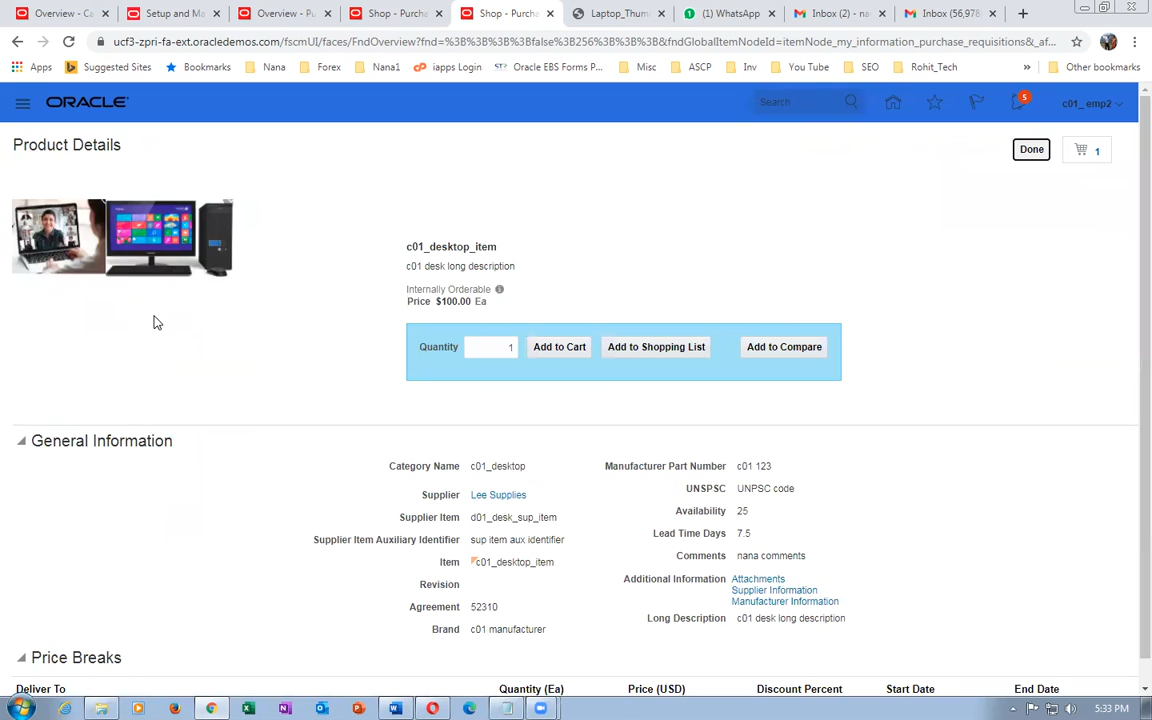 Overview - Ca
Setup and Ma
Overview - Pu
Shop - Purcha
Shop - Purcha
Laptop_Thum
(1) WhatsApp
Inbox (2) - na
Inbox (56,978
ucf3-zpri-fa-ext.oracledemos.com/fscmUI/faces/FndOverview?fnd=%3B%3B%3B%3Bfalse%3B256%3B%3B%3B&fndGlobalItemNodeId=itemNode_my_information_purchase_requisitions&_af...
Apps
Suggested Sites
Bookmarks
Nana
Forex
Nana1
iapps Login
Oracle EBS Forms P...
Misc
ASCP
Inv
You Tube
SEO
Rohit_Tech
Other bookmarks
ORACLE
Search
5
c01_ emp2
Product Details
Done
1
c01_desktop_item
c01 desk long description
Internally Orderable
Price $100.00 Ea
Quantity 1 Add to Cart Add to Shopping List Add to Compare
General Information
Category Name c01_desktop
Supplier Lee Supplies
Supplier Item d01_desk_sup_item
Supplier Item Auxiliary Identifier sup item aux identifier
Item c01_desktop_item
Revision
Agreement 52310
Brand c01 manufacturer
Manufacturer Part Number c01 123
UNSPSC UNPSC code
Availability 25
Lead Time Days 7.5
Comments nana comments
Additional Information Attachments
Supplier Information
Manufacturer Information
Long Description c01 desk long description
Price Breaks
Deliver To Quantity (Ea) Price (USD) Discount Percent Start Date End Date
5:33 PM